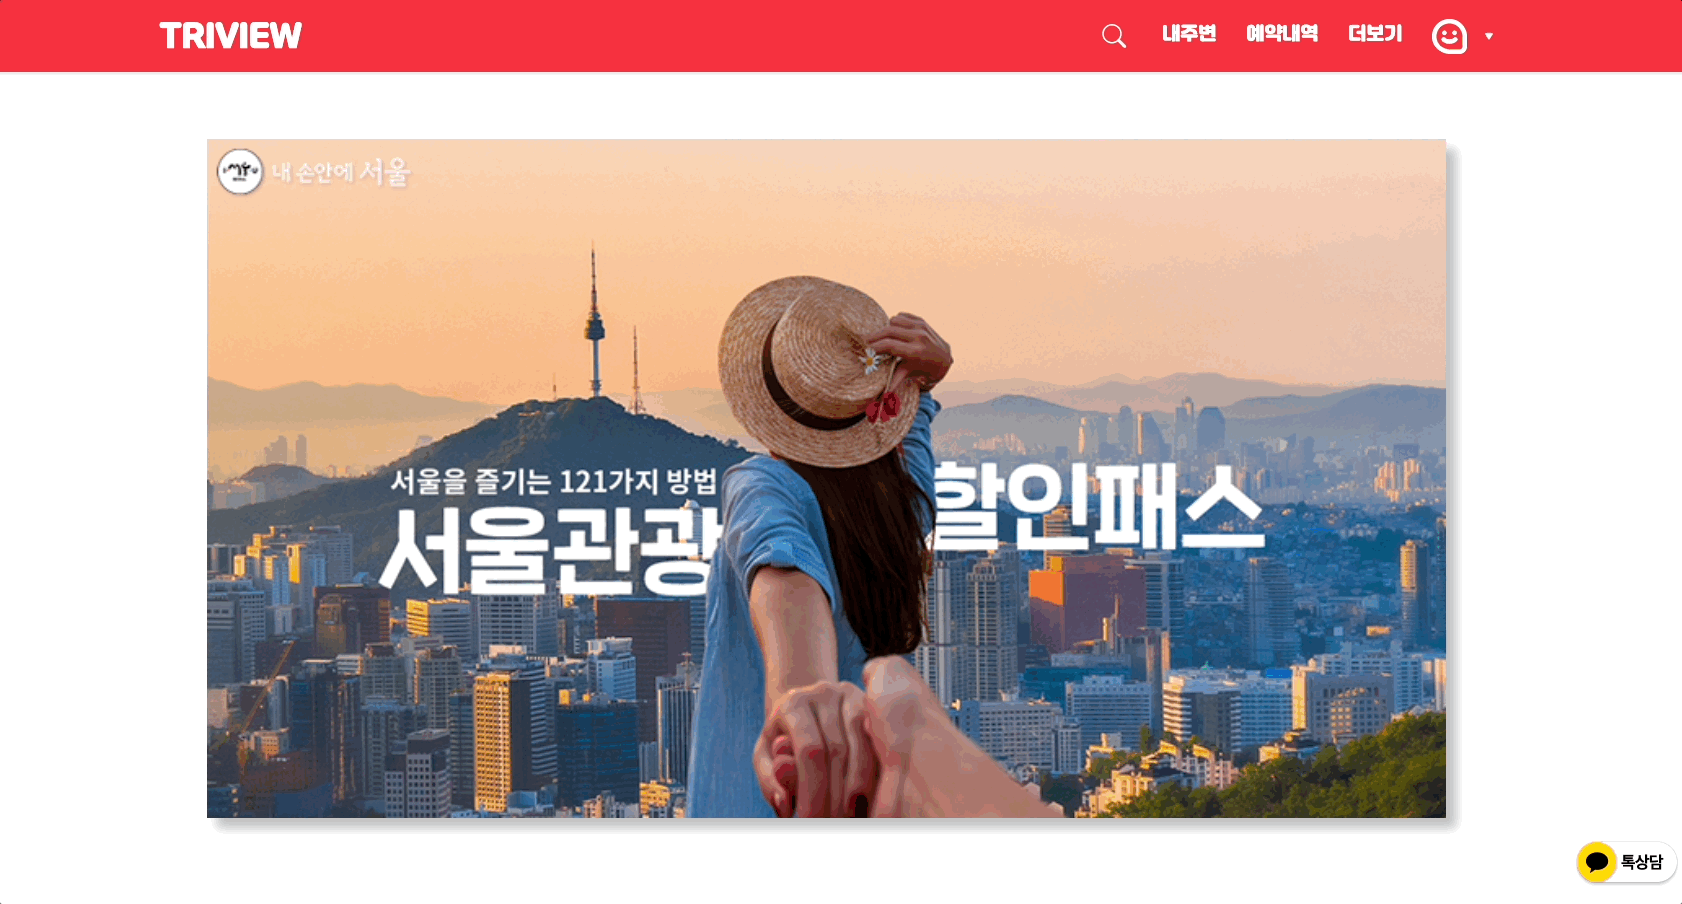 TRIVIEW
내주변 예약내역 더보기
내 손안에 서울
서울을 즐기는 121가지 방법
서울관광 할인패스
톡상담